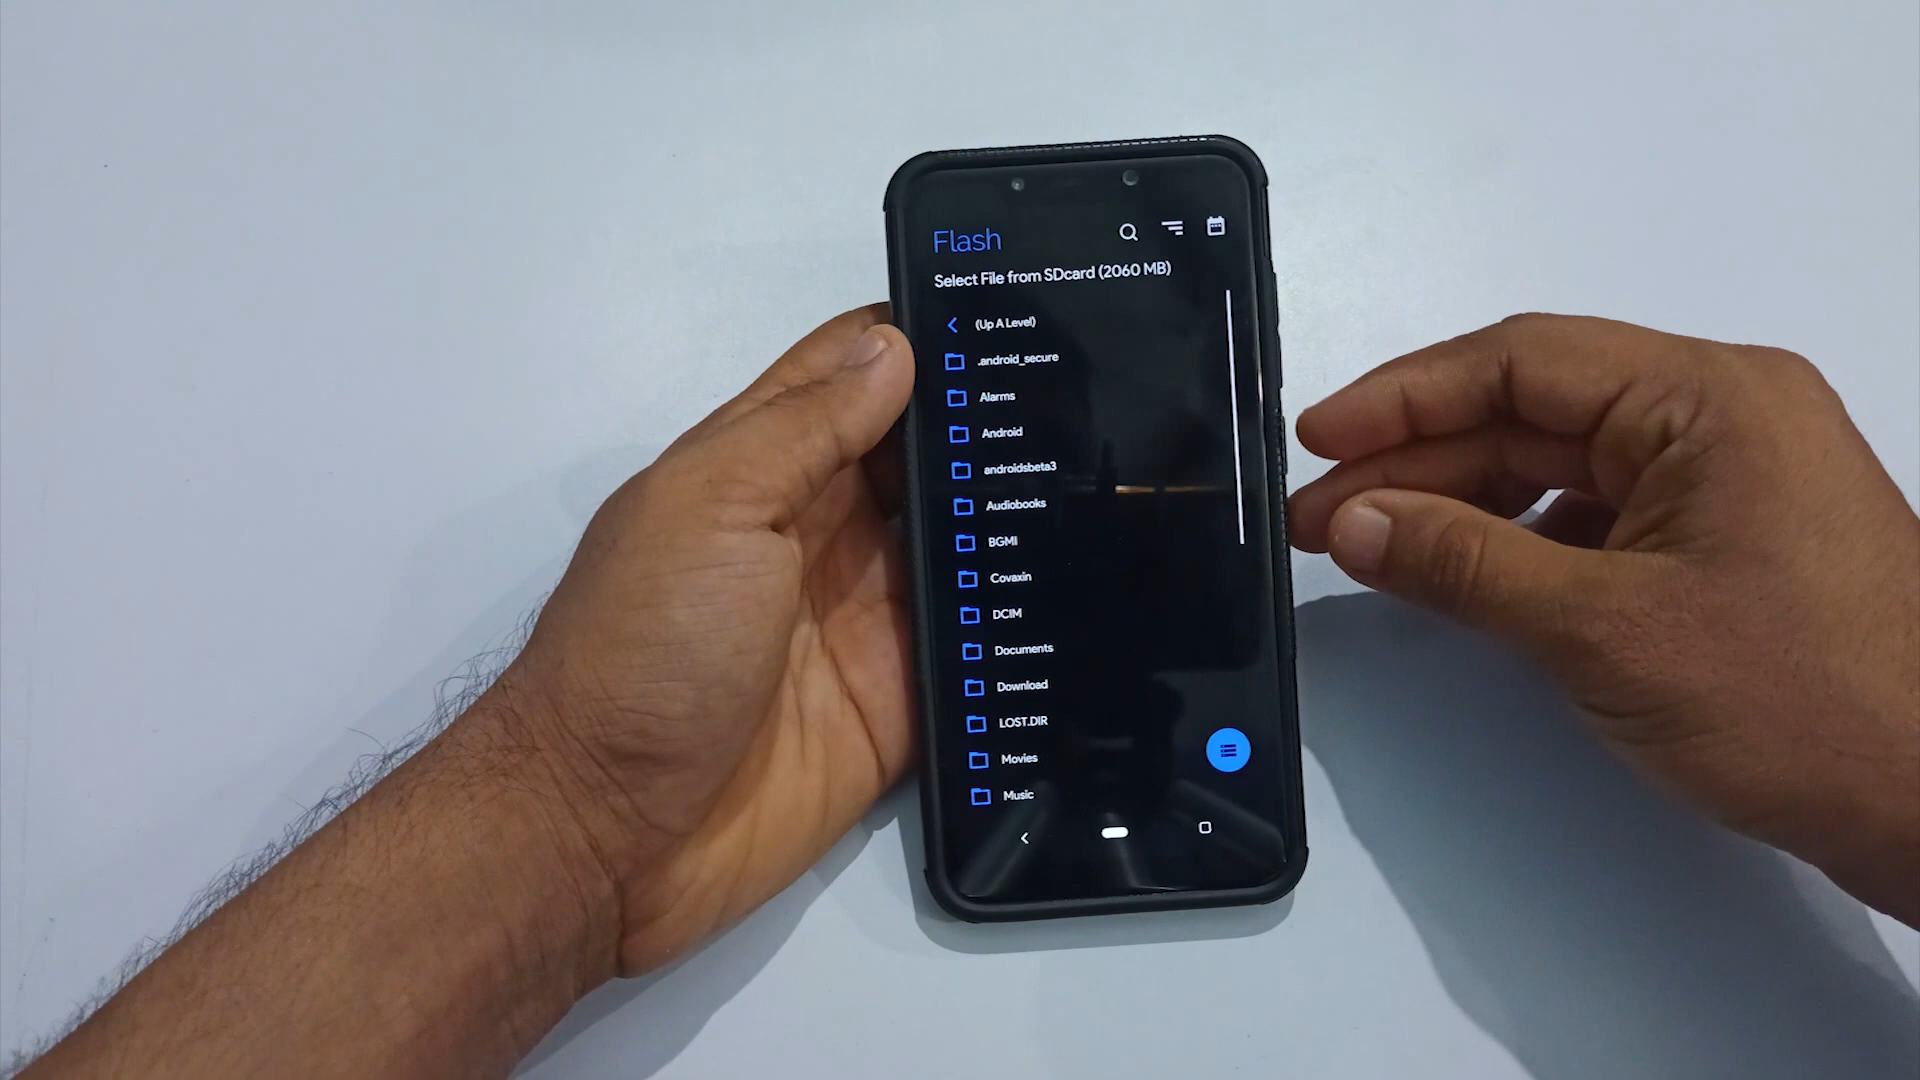 Flash
Select File from SDcard (2060 MB)
(Up A Level)
.android_secure
Alarms
Android
androidsbeta3
Audiobooks
BGMI
Covaxin
DCIM
Documents
Download
LOST.DIR
Movies
Music